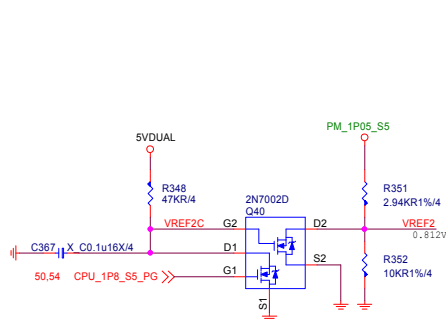 PM_1P05_S5
5VDUAL
R348
47KR/4
2N7002D
Q40
R351
2.94KR1%/4
VREF2C
G2
D2
VREF2
0.812V
C367
X_C0.1u16X/4
D1
S2
R352
10KR1%/4
50,54
CPU_1P8_S5_PG
G1
S1